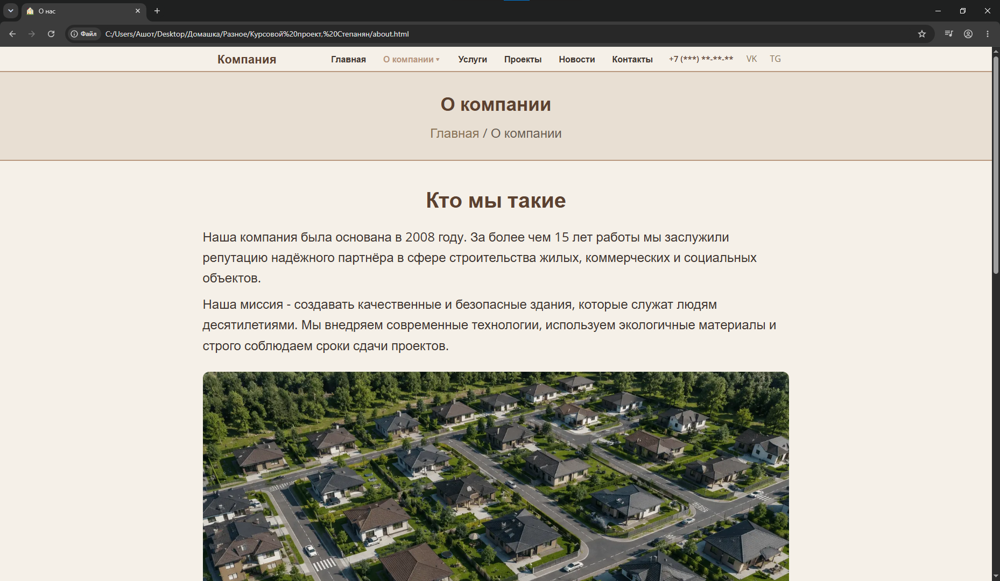 О нас
Файл
C:/Users/Ашот/Desktop/Домашка/Разное/Курсовой%20проект,%20Степанян/about.html
Компания
Главная
О компании
Услуги
Проекты
Новости
Контакты
+7 (***) **-**-**
VK
TG
О компании
Главная / О компании
Кто мы такие
Наша компания была основана в 2008 году. За более чем 15 лет работы мы заслужили
репутацию надёжного партнёра в сфере строительства жилых, коммерческих и социальных
объектов.
Наша миссия - создавать качественные и безопасные здания, которые служат людям
десятилетиями. Мы внедряем современные технологии, используем экологичные материалы и
строго соблюдаем сроки сдачи проектов.